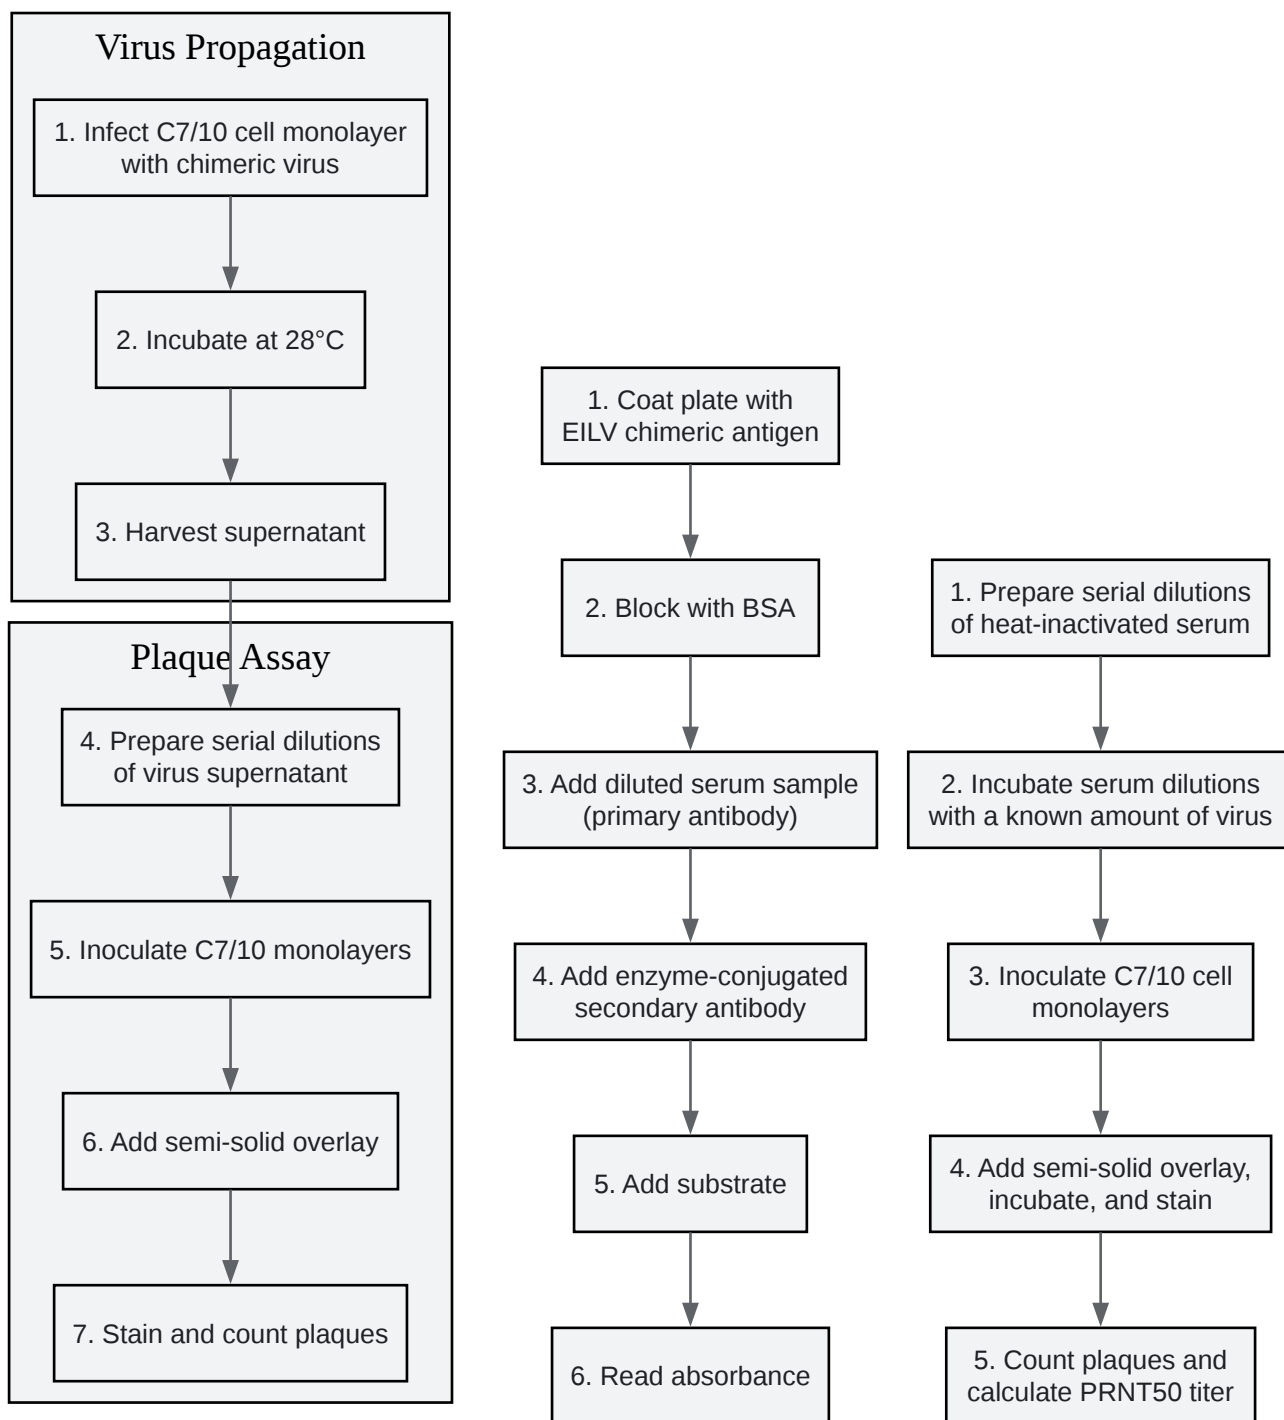 Virus Propagation
1. Infect C7/10 cell monolayer
with chimeric virus
2. Incubate at 28°C
3. Harvest supernatant
Plaque Assay
4. Prepare serial dilutions
of virus supernatant
5. Inoculate C7/10 monolayers
6. Add semi-solid overlay
7. Stain and count plaques
1. Coat plate with
EILV chimeric antigen
2. Block with BSA
3. Add diluted serum sample
(primary antibody)
4. Add enzyme-conjugated
secondary antibody
5. Add substrate
6. Read absorbance
1. Prepare serial dilutions
of heat-inactivated serum
2. Incubate serum dilutions
with a known amount of virus
3. Inoculate C7/10 cell
monolayers
4. Add semi-solid overlay,
incubate, and stain
5. Count plaques and
calculate PRNT50 titer